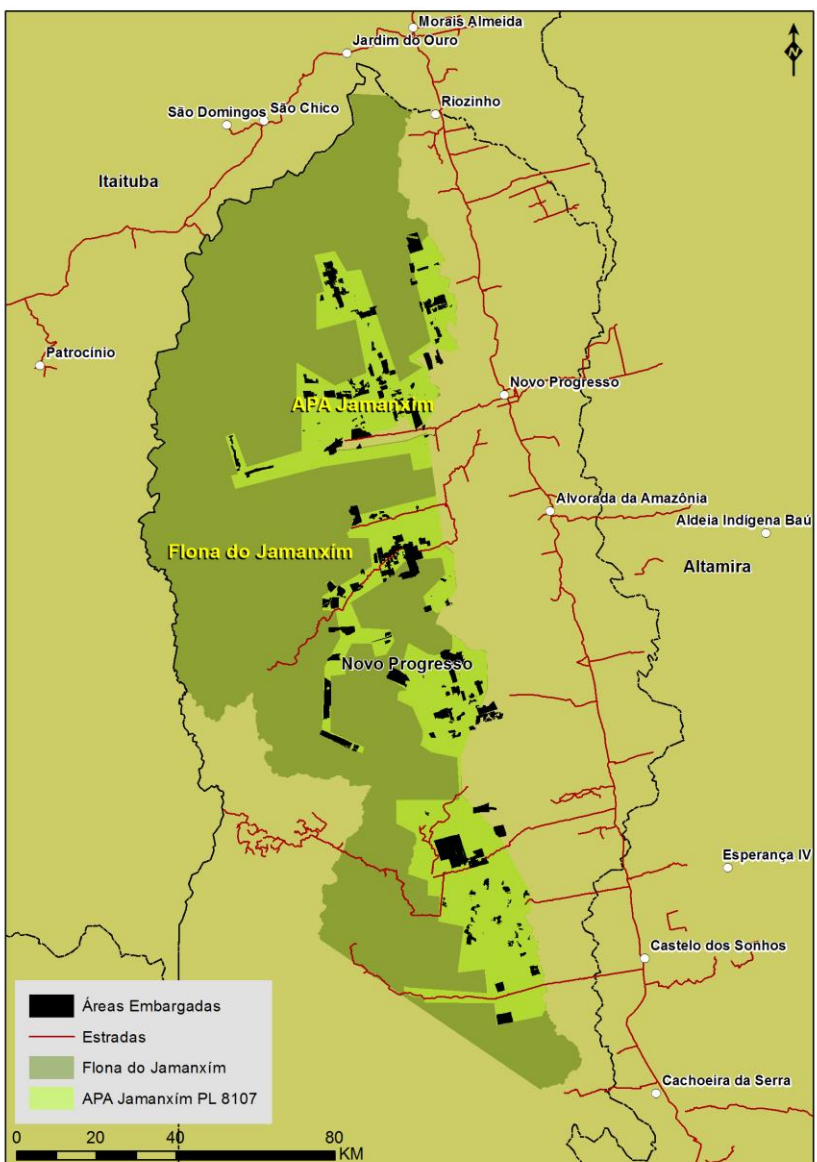 Morais Almeida
Jardim do Ouro
São Domingos
São Chico
Riozinho
Itaituba
Patrocínio
Novo Progresso
APA Jamanxim
Alvorada da Amazônia
Aldeia Indígena Baú
Flona do Jamanxim
Altamira
Novo Progresso
Esperança IV
Castelo dos Sonhos
Cachoeira da Serra
Áreas Embargadas
Estradas
Flona do Jamanxím
APA Jamanxím PL 8107
0 20 40 80
KM
N